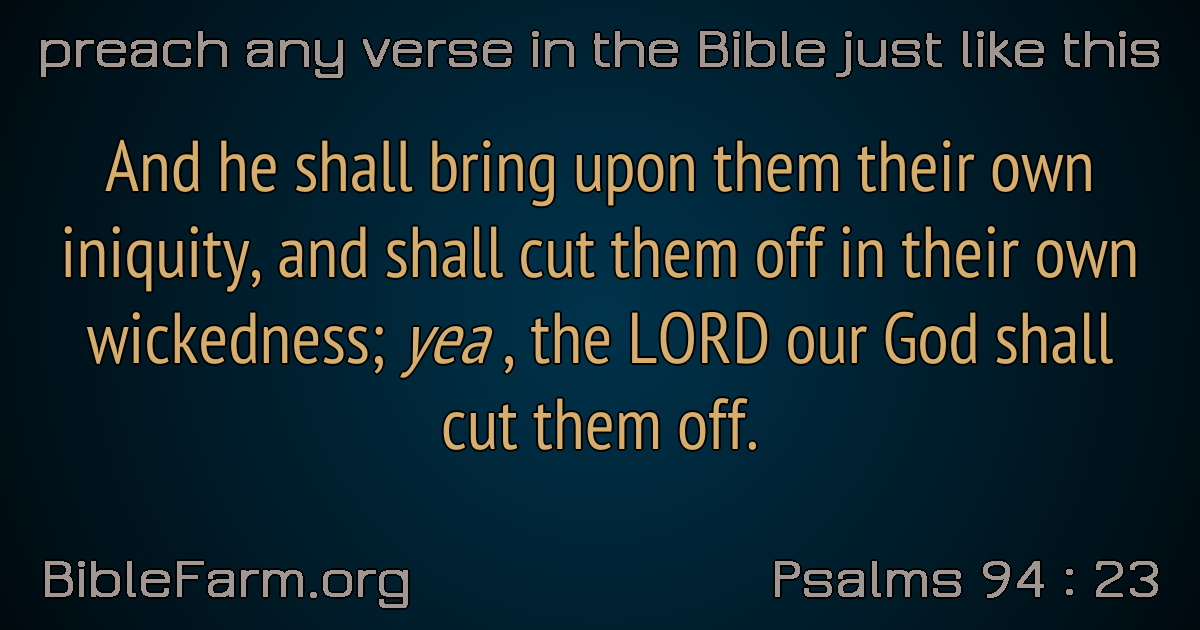 preach any verse in the Bible just like this
And he shall bring upon them their own
iniquity, and shall cut them off in their own
wickedness; yea , the LORD our God shall
cut them off.
BibleFarm.org
Psalms 94 : 23